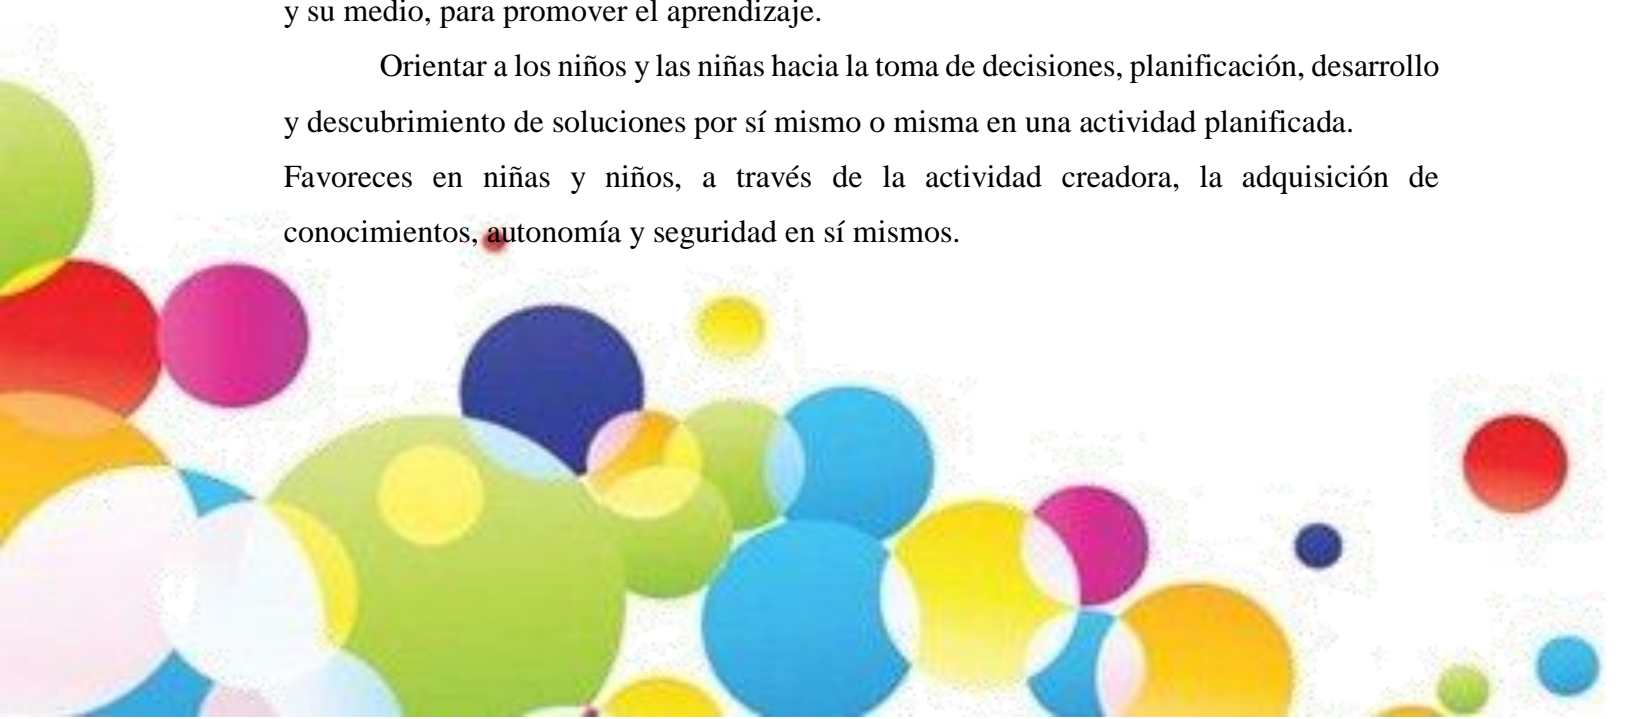 y su medio, para promover el aprendizaje.
Orientar a los niños y las niñas hacia la toma de decisiones, planificación, desarrollo
y descubrimiento de soluciones por sí mismo o misma en una actividad planificada.
Favoreces en niñas y niños, a través de la actividad creadora, la adquisición de
conocimientos, autonomía y seguridad en sí mismos.